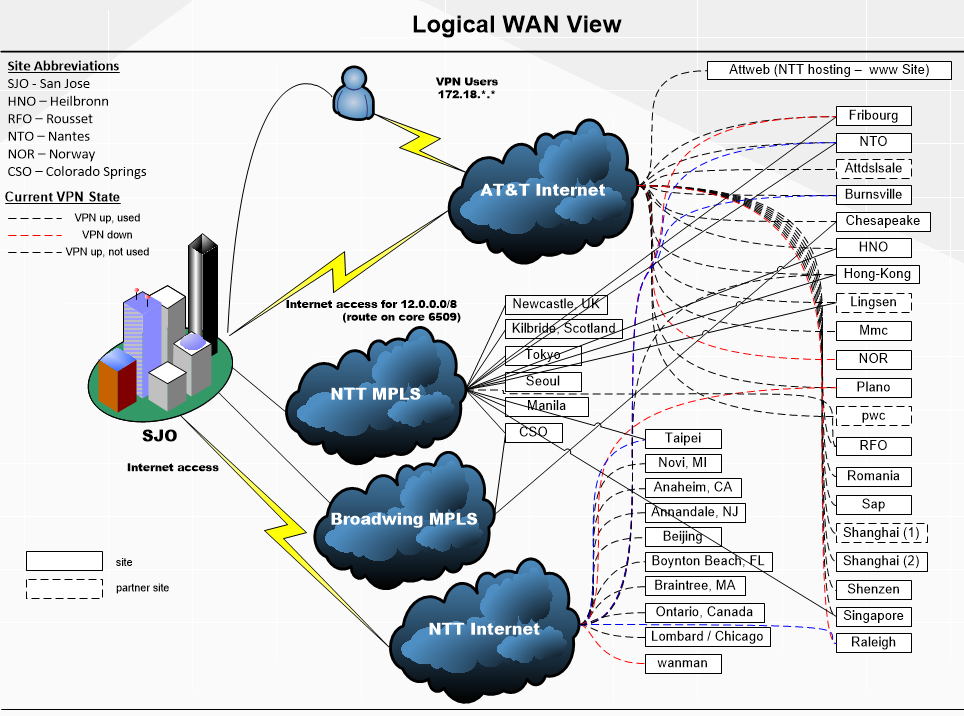 Logical WAN View
Site Abbreviations
SJO - San Jose
HNO – Heilbronn
RFO – Rousset
NTO – Nantes
NOR – Norway
CSO – Colorado Springs
Current VPN State
VPN up, used
VPN down
VPN up, not used
VPN Users
172.18.*.*
AT&T Internet
Internet access for 12.0.0.0/8
(route on core 6509)
NTT MPLS
SJO
Internet access
Broadwing MPLS
NTT Internet
site
partner site
Newcastle, UK
Kilbride, Scotland
Tokyo
Seoul
Manila
CSO
Taipei
Novi, MI
Anaheim, CA
Annandale, NJ
Beijing
Boynton Beach, FL
Braintree, MA
Ontario, Canada
Lombard / Chicago
wanman
Attweb (NTT hosting – www Site)
Fribourg
NTO
Attdslsale
Burnsville
Chesapeake
HNO
Hong-Kong
Lingsen
Mmc
NOR
Plano
pwc
RFO
Romania
Sap
Shanghai (1)
Shanghai (2)
Shenzen
Singapore
Raleigh